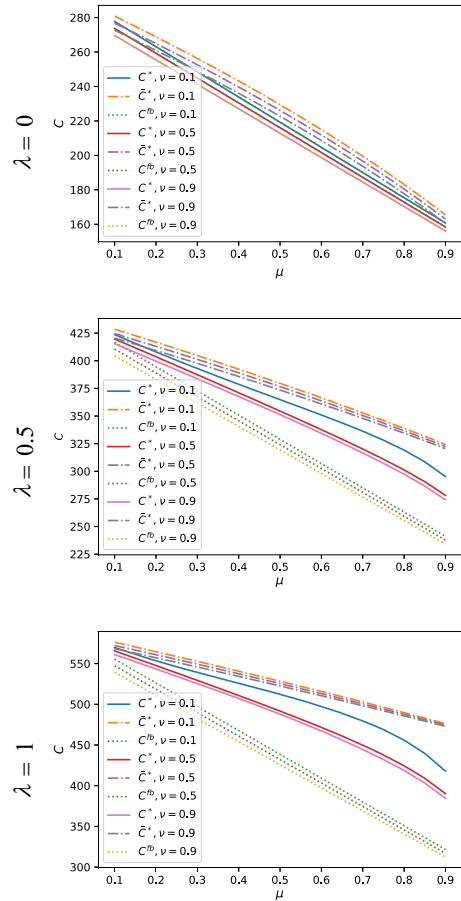 λ = 0
C
280
260
240
220
200
180
160
C*, ν = 0.1
C̄*, ν = 0.1
C^{fb}, ν = 0.1
C*, ν = 0.5
C̄*, ν = 0.5
C^{fb}, ν = 0.5
C*, ν = 0.9
C̄*, ν = 0.9
C^{fb}, ν = 0.9
0.1 0.2 0.3 0.4 0.5 0.6 0.7 0.8 0.9
μ
λ = 0.5
C
425
400
375
350
325
300
275
250
225
C*, ν = 0.1
C̄*, ν = 0.1
C^{fb}, ν = 0.1
C*, ν = 0.5
C̄*, ν = 0.5
C^{fb}, ν = 0.5
C*, ν = 0.9
C̄*, ν = 0.9
C^{fb}, ν = 0.9
0.1 0.2 0.3 0.4 0.5 0.6 0.7 0.8 0.9
μ
λ = 1
C
550
500
450
400
350
300
C*, ν = 0.1
C̄*, ν = 0.1
C^{fb}, ν = 0.1
C*, ν = 0.5
C̄*, ν = 0.5
C^{fb}, ν = 0.5
C*, ν = 0.9
C̄*, ν = 0.9
C^{fb}, ν = 0.9
0.1 0.2 0.3 0.4 0.5 0.6 0.7 0.8 0.9
μ